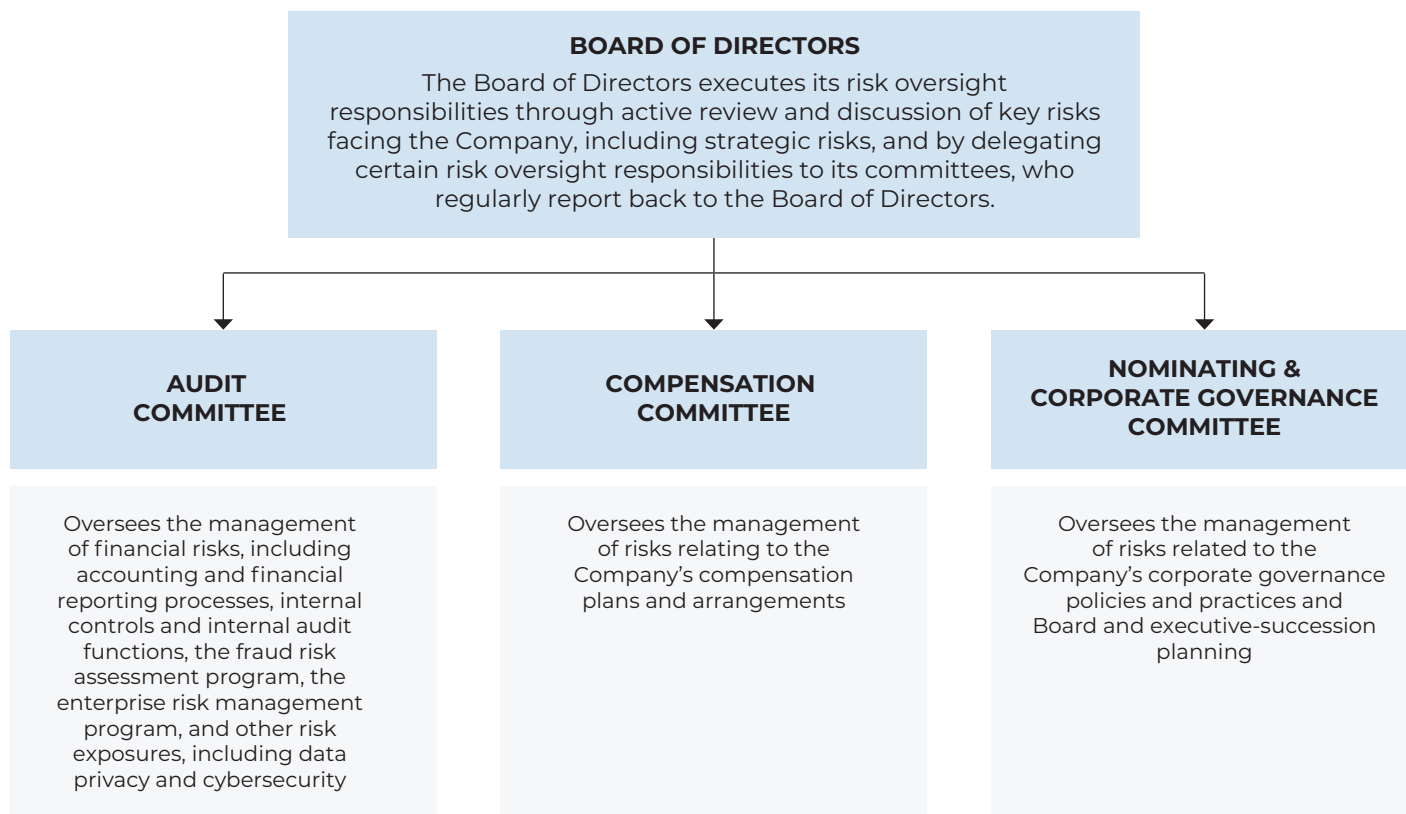 BOARD OF DIRECTORS
The Board of Directors executes its risk oversight
responsibilities through active review and discussion of key risks
facing the Company, including strategic risks, and by delegating
certain risk oversight responsibilities to its committees, who
regularly report back to the Board of Directors.
AUDIT
COMMITTEE
Oversees the management
of financial risks, including
accounting and financial
reporting processes, internal
controls and internal audit
functions, the fraud risk
assessment program, the
enterprise risk management
program, and other risk
exposures, including data
privacy and cybersecurity
COMPENSATION
COMMITTEE
Oversees the management
of risks relating to the
Company’s compensation
plans and arrangements
NOMINATING &
CORPORATE GOVERNANCE
COMMITTEE
Oversees the management
of risks related to the
Company’s corporate governance
policies and practices and
Board and executive-succession
planning